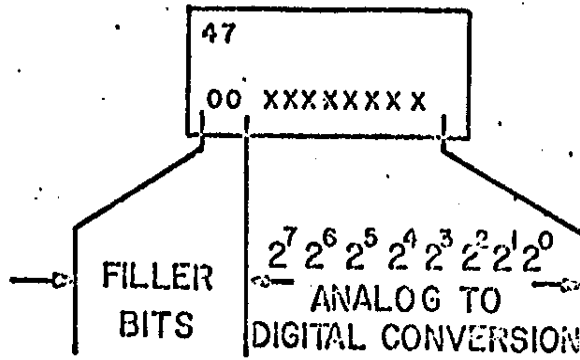 47
00 XXXXXXXX
2⁷ 2⁶ 2⁵ 2⁴ 2³ 2² 2¹ 2⁰
FILLER
BITS
ANALOG TO
DIGITAL CONVERSION